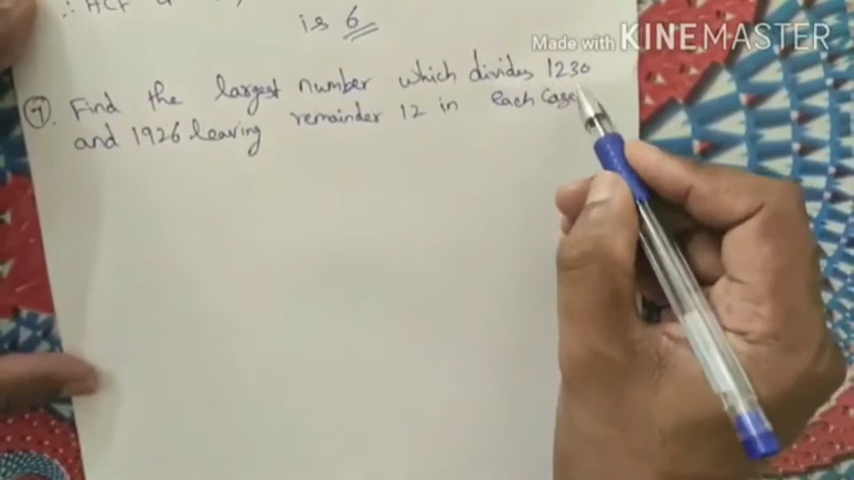 ∴ HCF
is 6
Made with KINEMASTER
7. Find the largest number which divides 1230
and 1926 leaving remainder 12 in each case